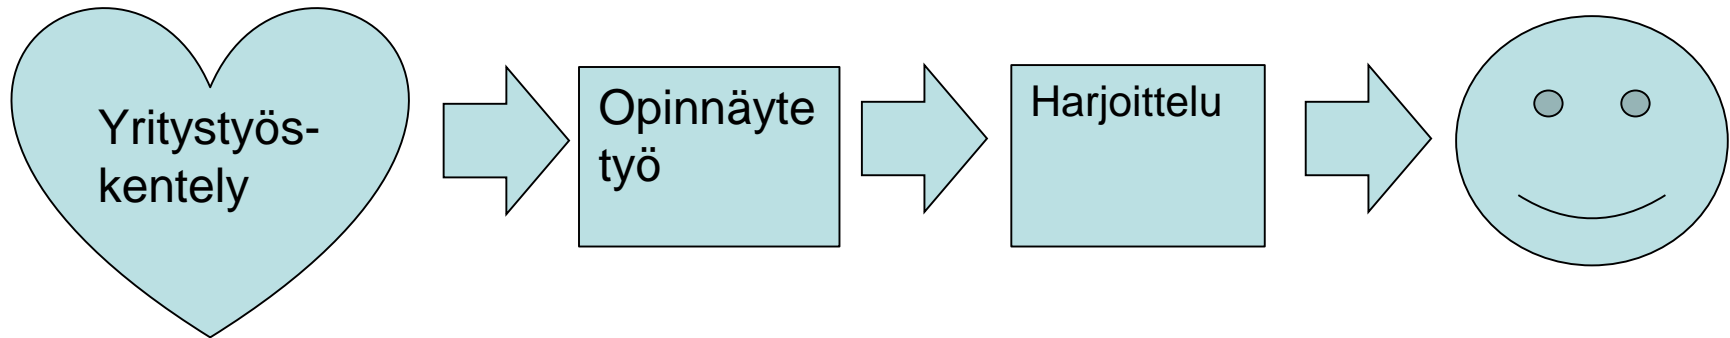 Yritystyös-
kentely
Opinnäyte
työ
Harjoittelu